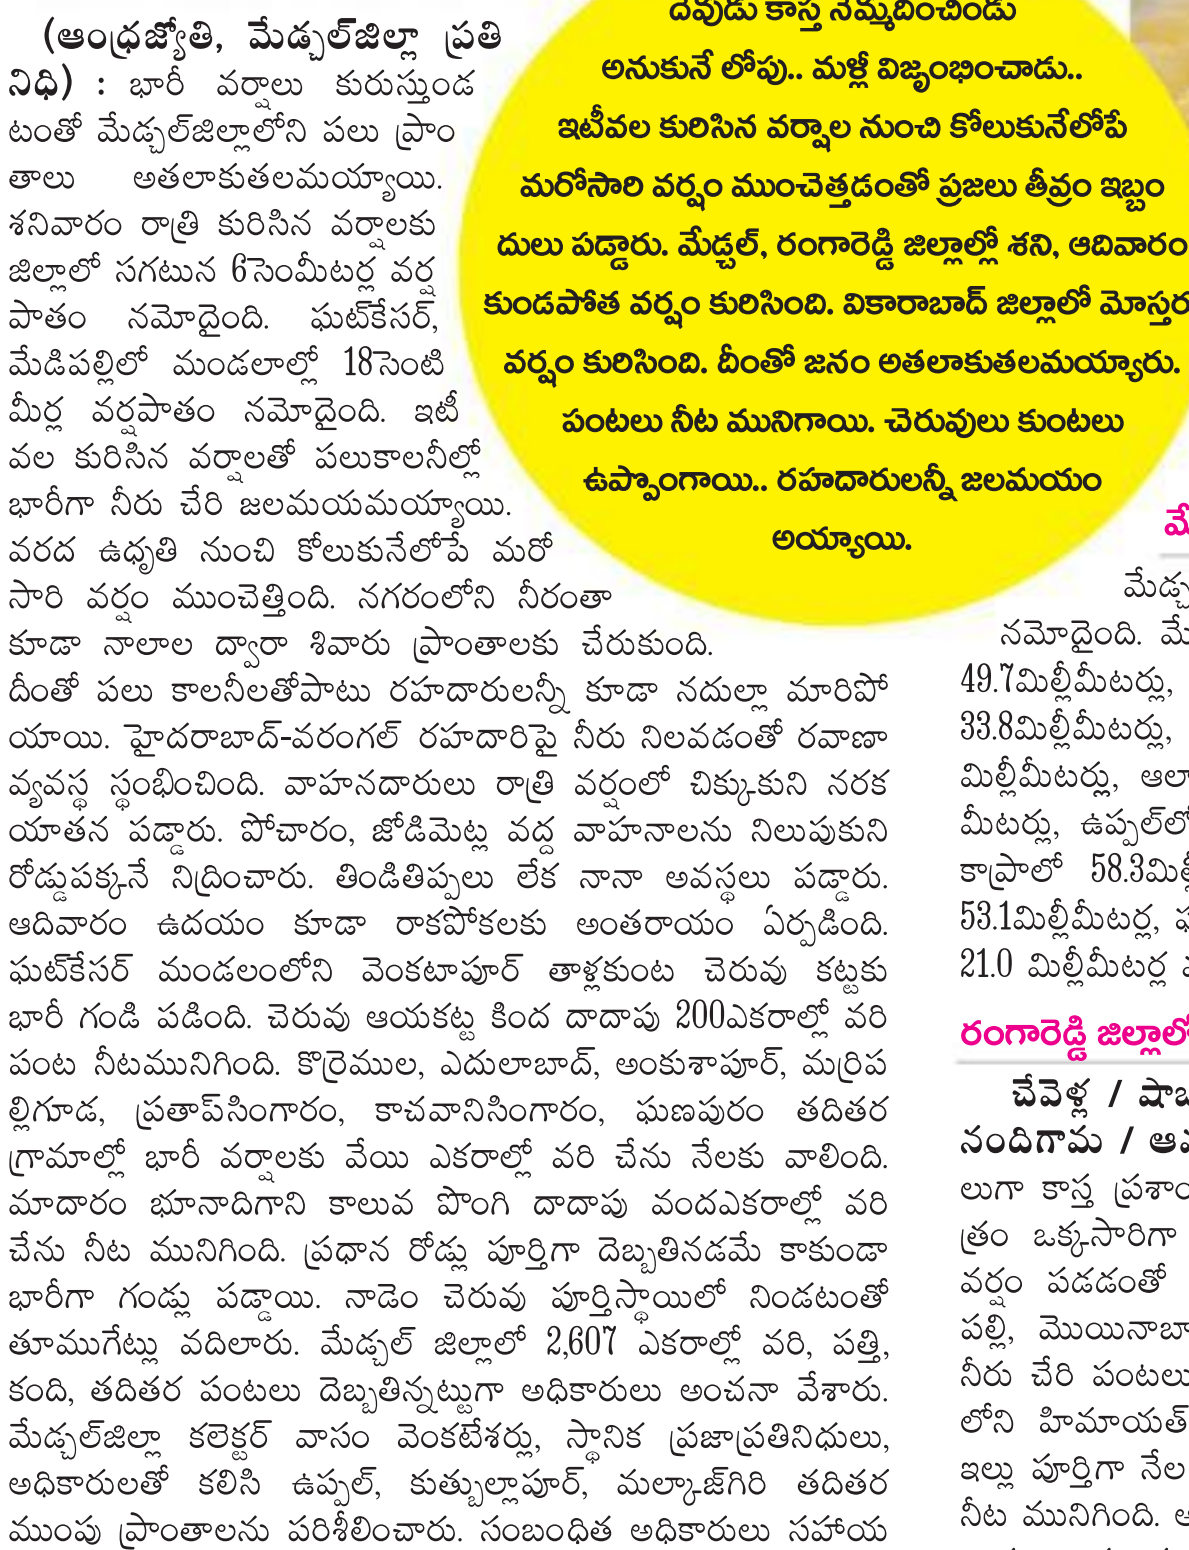 దేవుడు కాస్త నెమ్మదించిండు
అనుకునే లోపు.. మళ్లీ విజృంభించాడు..
ఇటీవల కురిసిన వర్షాల నుంచి కోలుకునేలోపే
మరోసారి వర్షం ముంచెత్తడంతో ప్రజలు తీవ్రం ఇబ్బం
దులు పడ్డారు. మేడ్చల్, రంగారెడ్డి జిల్లాల్లో శని, ఆదివారం
కుండపోత వర్షం కురిసింది. వికారాబాద్ జిల్లాలో మోస్తరు
వర్షం కురిసింది. దీంతో జనం అతలాకుతలమయ్యారు.
పంటలు నీట మునిగాయి. చెరువులు కుంటలు
ఉప్పొంగాయి.. రహదారులన్నీ జలమయం
అయ్యాయి.
(ఆంధ్రజ్యోతి, మేడ్చల్‌జిల్లా ప్రతి
నిధి) : భారీ వర్షాలు కురుస్తుండ
టంతో మేడ్చల్‌జిల్లాలోని పలు ప్రాం
తాలు అతలాకుతలమయ్యాయి.
శనివారం రాత్రి కురిసిన వర్షాలకు
జిల్లాలో సగటున 6సెంమీటర్ల వర్ష
పాతం నమోదైంది. ఘట్‌కేసర్,
మేడిపల్లిలో మండలాల్లో 18సెంటి
మీర్ల వర్షపాతం నమోదైంది. ఇటీ
వల కురిసిన వర్షాలతో పలుకాలనీల్లో
భారీగా నీరు చేరి జలమయమయ్యాయి.
వరద ఉధృతి నుంచి కోలుకునేలోపే మరో
సారి వర్షం ముంచెత్తింది. నగరంలోని నీరంతా
కూడా నాలాల ద్వారా శివారు ప్రాంతాలకు చేరుకుంది.
దీంతో పలు కాలనీలతోపాటు రహదారులన్నీ కూడా నదుల్లా మారిపో
యాయి. హైదరాబాద్-వరంగల్ రహదారిపై నీరు నిలవడంతో రవాణా
వ్యవస్థ స్థంభించింది. వాహనదారులు రాత్రి వర్షంలో చిక్కుకుని నరక
యాతన పడ్డారు. పోచారం, జోడిమెట్ల వద్ద వాహనాలను నిలుపుకుని
రోడ్డుపక్కనే నిద్రించారు. తిండితిప్పలు లేక నానా అవస్థలు పడ్డారు.
ఆదివారం ఉదయం కూడా రాకపోకలకు అంతరాయం ఏర్పడింది.
ఘట్‌కేసర్ మండలంలోని వెంకటాపూర్ తాళ్లకుంట చెరువు కట్టకు
భారీ గండి పడింది. చెరువు ఆయకట్ట కింద దాదాపు 200ఎకరాల్లో వరి
పంట నీటమునిగింది. కొర్రెముల, ఎదులాబాద్, అంకుశాపూర్, మర్రిప
ల్లిగూడ, ప్రతాప్‌సింగారం, కాచవానిసింగారం, ఘణపురం తదితర
గ్రామాల్లో భారీ వర్షాలకు వేయి ఎకరాల్లో వరి చేను నేలకు వాలింది.
మాదారం భూనాదిగాని కాలువ పొంగి దాదాపు వందఎకరాల్లో వరి
చేను నీట మునిగింది. ప్రధాన రోడ్లు పూర్తిగా దెబ్బతినడమే కాకుండా
భారీగా గండ్లు పడ్డాయి. నాడెం చెరువు పూర్తిస్థాయిలో నిండటంతో
తూముగేట్లు వదిలారు. మేడ్చల్ జిల్లాలో 2,607 ఎకరాల్లో వరి, పత్తి,
కంది, తదితర పంటలు దెబ్బతిన్నట్టుగా అధికారులు అంచనా వేశారు.
మేడ్చల్‌జిల్లా కలెక్టర్ వాసం వెంకటేశర్లు, స్థానిక ప్రజాప్రతినిధులు,
అధికారులతో కలిసి ఉప్పల్, కుత్బుల్లాపూర్, మల్కాజ్‌గిరి తదితర
ముంపు ప్రాంతాలను పరిశీలించారు. సంబంధిత అధికారులు సహాయ
మే
మేడ్చ
నమోదైంది. మే
49.7మిల్లీమీటర్లు,
33.8మిల్లీమీటర్లు,
మిల్లీమీటర్లు, ఆలా
మీటర్లు, ఉప్పల్‌లో
కాప్రాలో 58.3మిల్లీ
53.1మిల్లీమీటర్ల, ఘ
21.0 మిల్లీమీటర్ల
రంగారెడ్డి జిల్లాలో
చేవెళ్ల / షాబ
నందిగామ / ఆమ
లుగా కాస్త ప్రశాం
త్రం ఒక్కసారిగా
వర్షం పడడంతో
పల్లి, మొయినాబా
నీరు చేరి పంటలు
లోని హిమాయత్
ఇల్లు పూర్తిగా నేల
నీట మునిగింది.